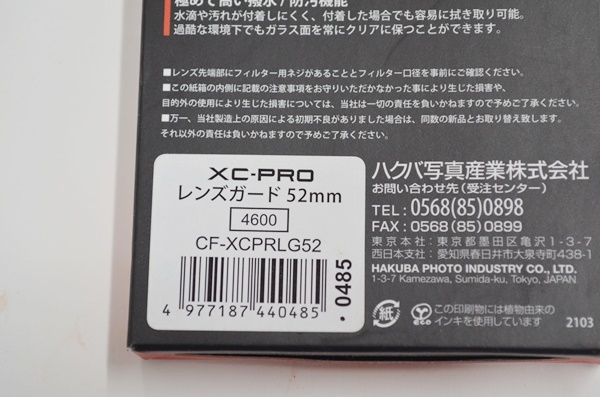 極めて高い撥水/防汚機能
水滴や汚れが付着しにくく、付着した場合でも容易に拭き取り可能。
過酷な環境下でもガラス面を常にクリアに保つことができます。
■レンズ先端部にフィルター用ネジがあることとフィルター口径を事前にご確認ください。
■この紙箱の内側に記載の注意事項をお守りいただかなかった事により生じた損害や、
目的外の使用により生じた損害については、当社は一切の責任を負いかねますので予めご了承ください。
■万一、当社製造上の原因による初期不良がありました場合は、同数の新品とお取り替え致します。
それ以外の責任は負いかねますので予めご了承ください。
XC-PRO
レンズガード 52mm
4600
CF-XCPRLG52
4 977187 440485
.0485
ハクバ写真産業株式会社
お問い合わせ先(受注センター)
TEL : 0568(85)0898
FAX : 0568(85)0899
東京本社 : 東京都墨田区亀沢1-3-7
西日本支社 : 愛知県春日井市大泉寺町438-1
HAKUBA PHOTO INDUSTRY CO., LTD.
1-3-7 Kamezawa, Sumida-ku, Tokyo, JAPAN
紙
eco
この印刷物には植物由来の
インキを使用しています
2103